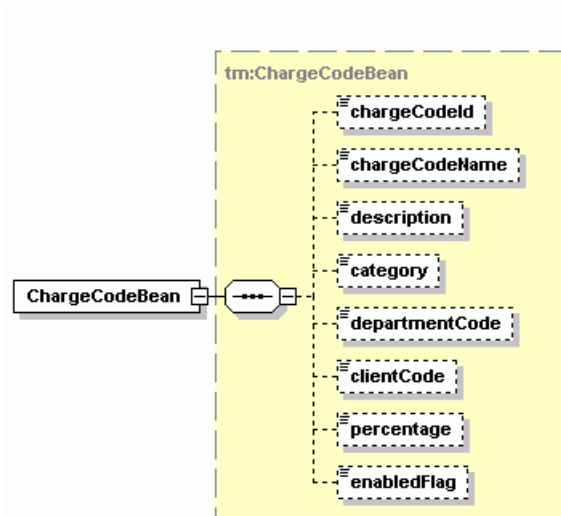 tm:ChargeCodeBean
chargeCodeId
chargeCodeName
description
category
ChargeCodeBean
departmentCode
clientCode
percentage
enabledFlag